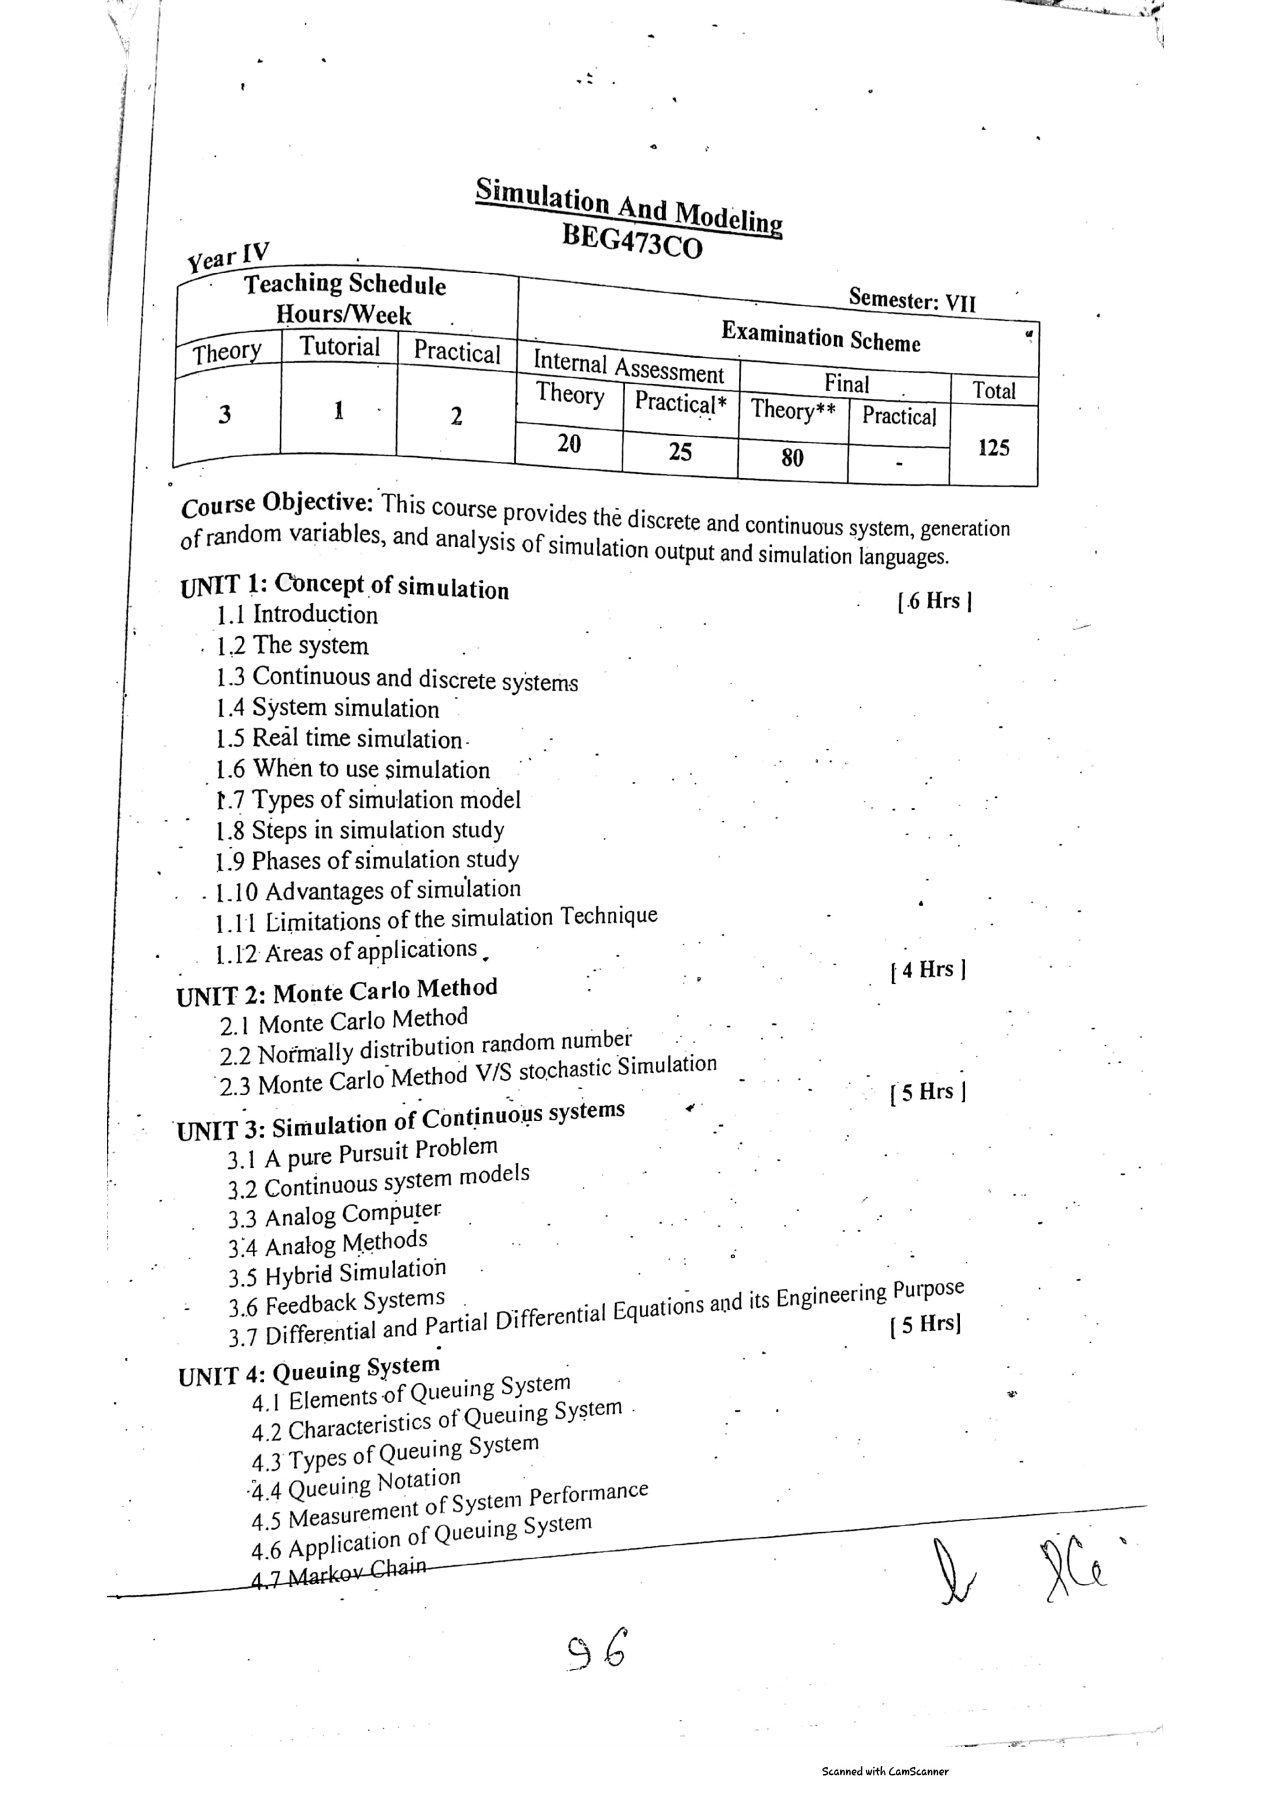 Simulation And Modeling
BEG473CO
Year IV
Semester: VII
Teaching Schedule
Hours/Week
Examination Scheme
Theory Tutorial Practical Internal Assessment Final Total
Theory Practical* Theory** Practical
3 1 2 20 25 80 - 125
Course Objective: This course provides the discrete and continuous system, generation
of random variables, and analysis of simulation output and simulation languages.
UNIT 1: Concept of simulation [ 6 Hrs ]
1.1 Introduction
1.2 The system
1.3 Continuous and discrete systems
1.4 System simulation
1.5 Real time simulation
1.6 When to use simulation
1.7 Types of simulation model
1.8 Steps in simulation study
1.9 Phases of simulation study
1.10 Advantages of simulation
1.11 Limitations of the simulation Technique
1.12 Areas of applications
UNIT 2: Monte Carlo Method [ 4 Hrs ]
2.1 Monte Carlo Method
2.2 Normally distribution random number
2.3 Monte Carlo Method V/S stochastic Simulation
UNIT 3: Simulation of Continuous systems [ 5 Hrs ]
3.1 A pure Pursuit Problem
3.2 Continuous system models
3.3 Analog Computer
3.4 Analog Methods
3.5 Hybrid Simulation
3.6 Feedback Systems
3.7 Differential and Partial Differential Equations and its Engineering Purpose
UNIT 4: Queuing System [ 5 Hrs]
4.1 Elements of Queuing System
4.2 Characteristics of Queuing System
4.3 Types of Queuing System
4.4 Queuing Notation
4.5 Measurement of System Performance
4.6 Application of Queuing System
4.7 Markov Chain
96
Scanned with CamScanner